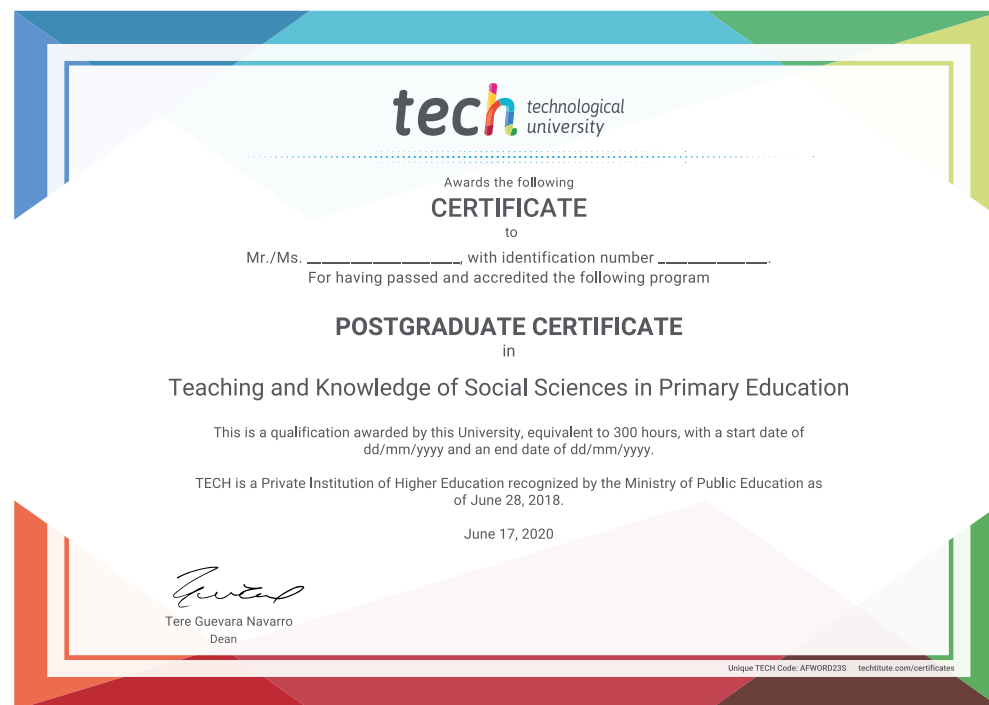 tech technological
university
Awards the following
CERTIFICATE
to
Mr./Ms. ____________________, with identification number ______________.
For having passed and accredited the following program
POSTGRADUATE CERTIFICATE
in
Teaching and Knowledge of Social Sciences in Primary Education
This is a qualification awarded by this University, equivalent to 300 hours, with a start date of
dd/mm/yyyy and an end date of dd/mm/yyyy.
TECH is a Private Institution of Higher Education recognized by the Ministry of Public Education as
of June 28, 2018.
June 17, 2020
Tere Guevara Navarro
Dean
Unique TECH Code: AFWORD23S techtitute.com/certificates